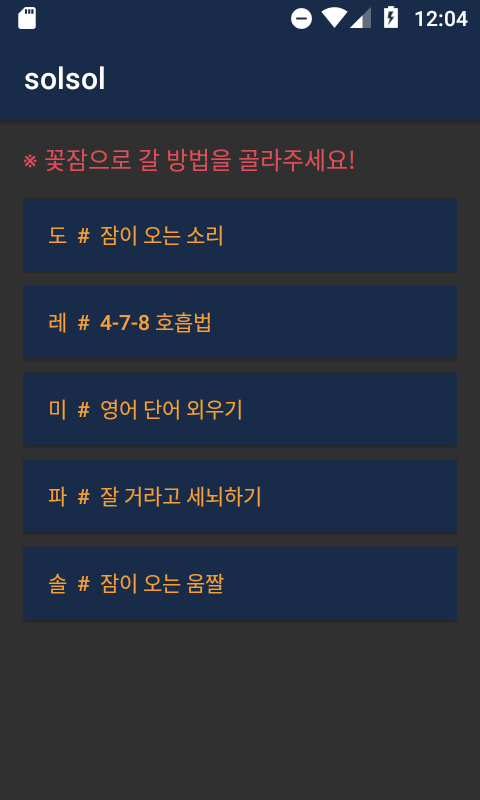 12:04
solsol
※ 꽃잠으로 갈 방법을 골라주세요!
도 # 잠이 오는 소리
레 # 4-7-8 호흡법
미 # 영어 단어 외우기
파 # 잘 거라고 세뇌하기
솔 # 잠이 오는 움짤